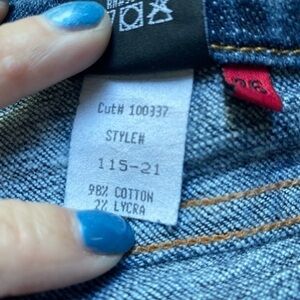 Cut# 100337
STYLE#
115-21
98% COTTON
2% LYCRA